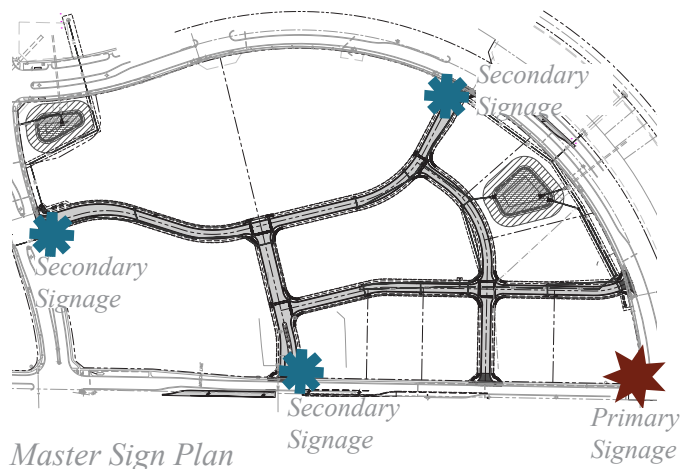 Secondary
Signage
Secondary
Signage
Secondary
Signage
Primary
Signage
Master Sign Plan